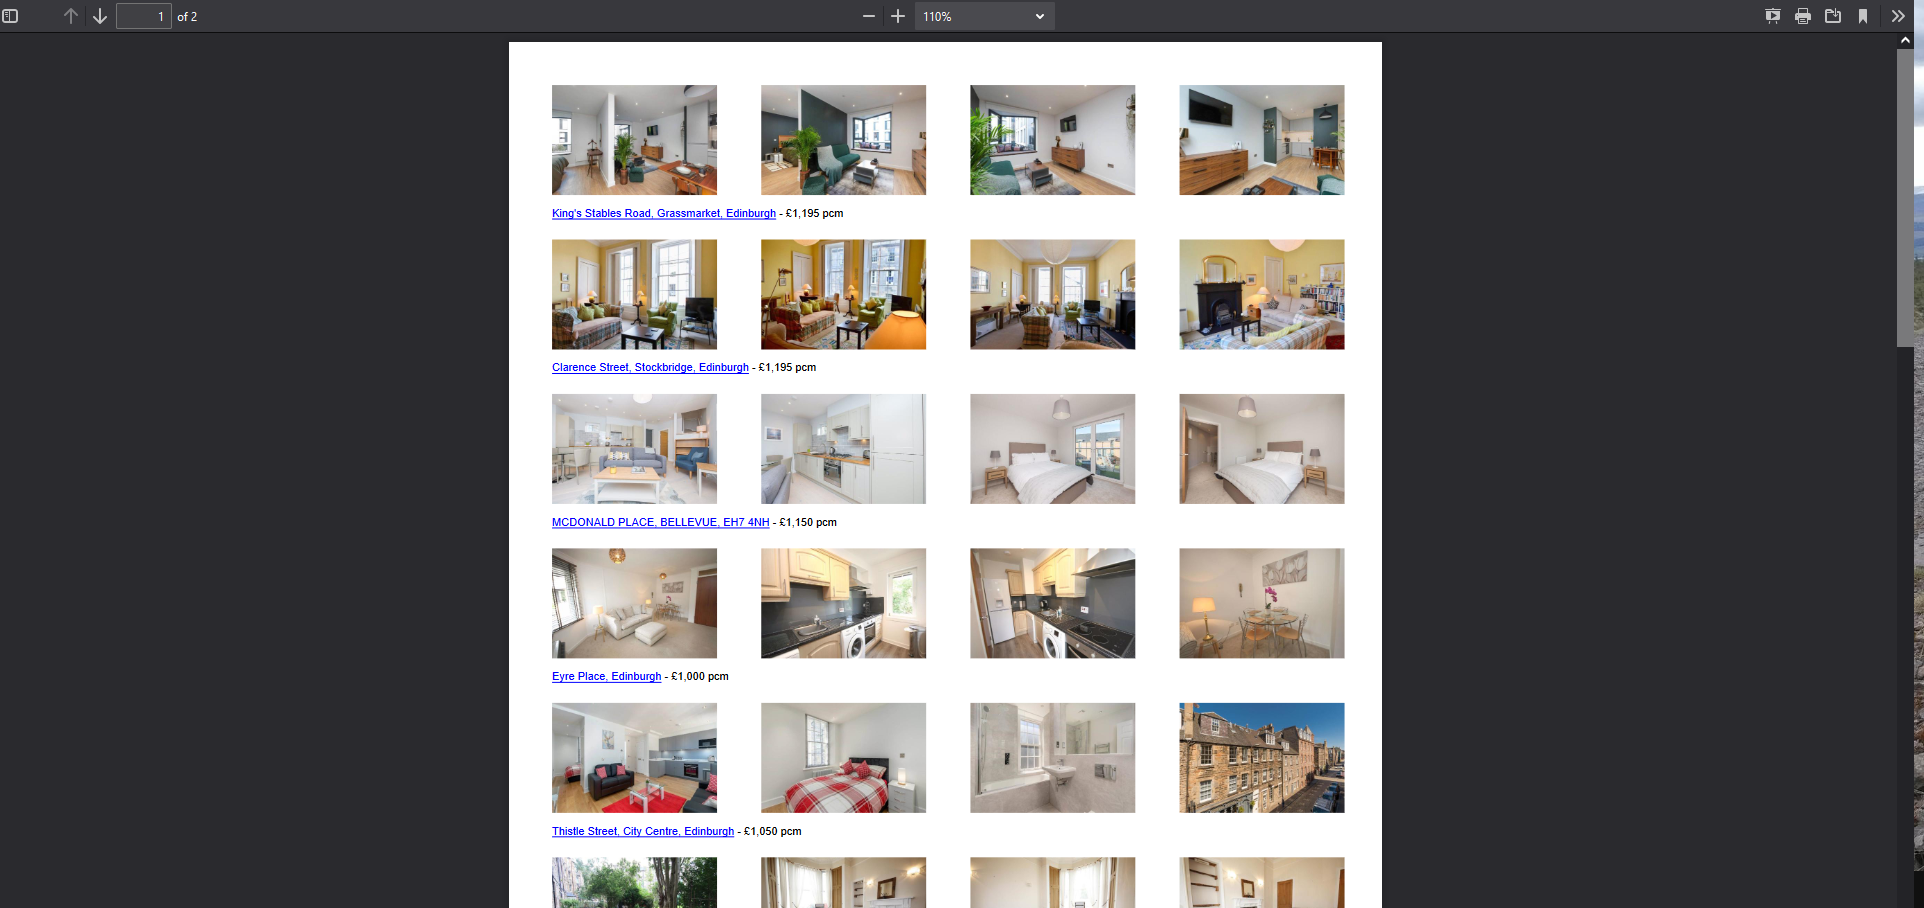 1 of 2 110%
King's Stables Road, Grassmarket, Edinburgh - £1,195 pcm
Clarence Street, Stockbridge, Edinburgh - £1,195 pcm
MCDONALD PLACE, BELLEVUE, EH7 4NH - £1,150 pcm
Eyre Place, Edinburgh - £1,000 pcm
Thistle Street, City Centre, Edinburgh - £1,050 pcm